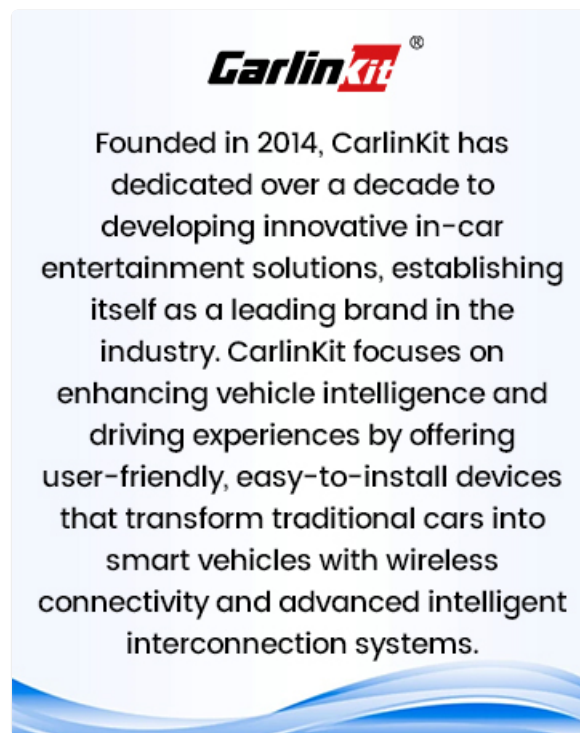 CarlinKit®
Founded in 2014, CarlinKit has
dedicated over a decade to
developing innovative in-car
entertainment solutions, establishing
itself as a leading brand in the
industry. CarlinKit focuses on
enhancing vehicle intelligence and
driving experiences by offering
user-friendly, easy-to-install devices
that transform traditional cars into
smart vehicles with wireless
connectivity and advanced intelligent
interconnection systems.